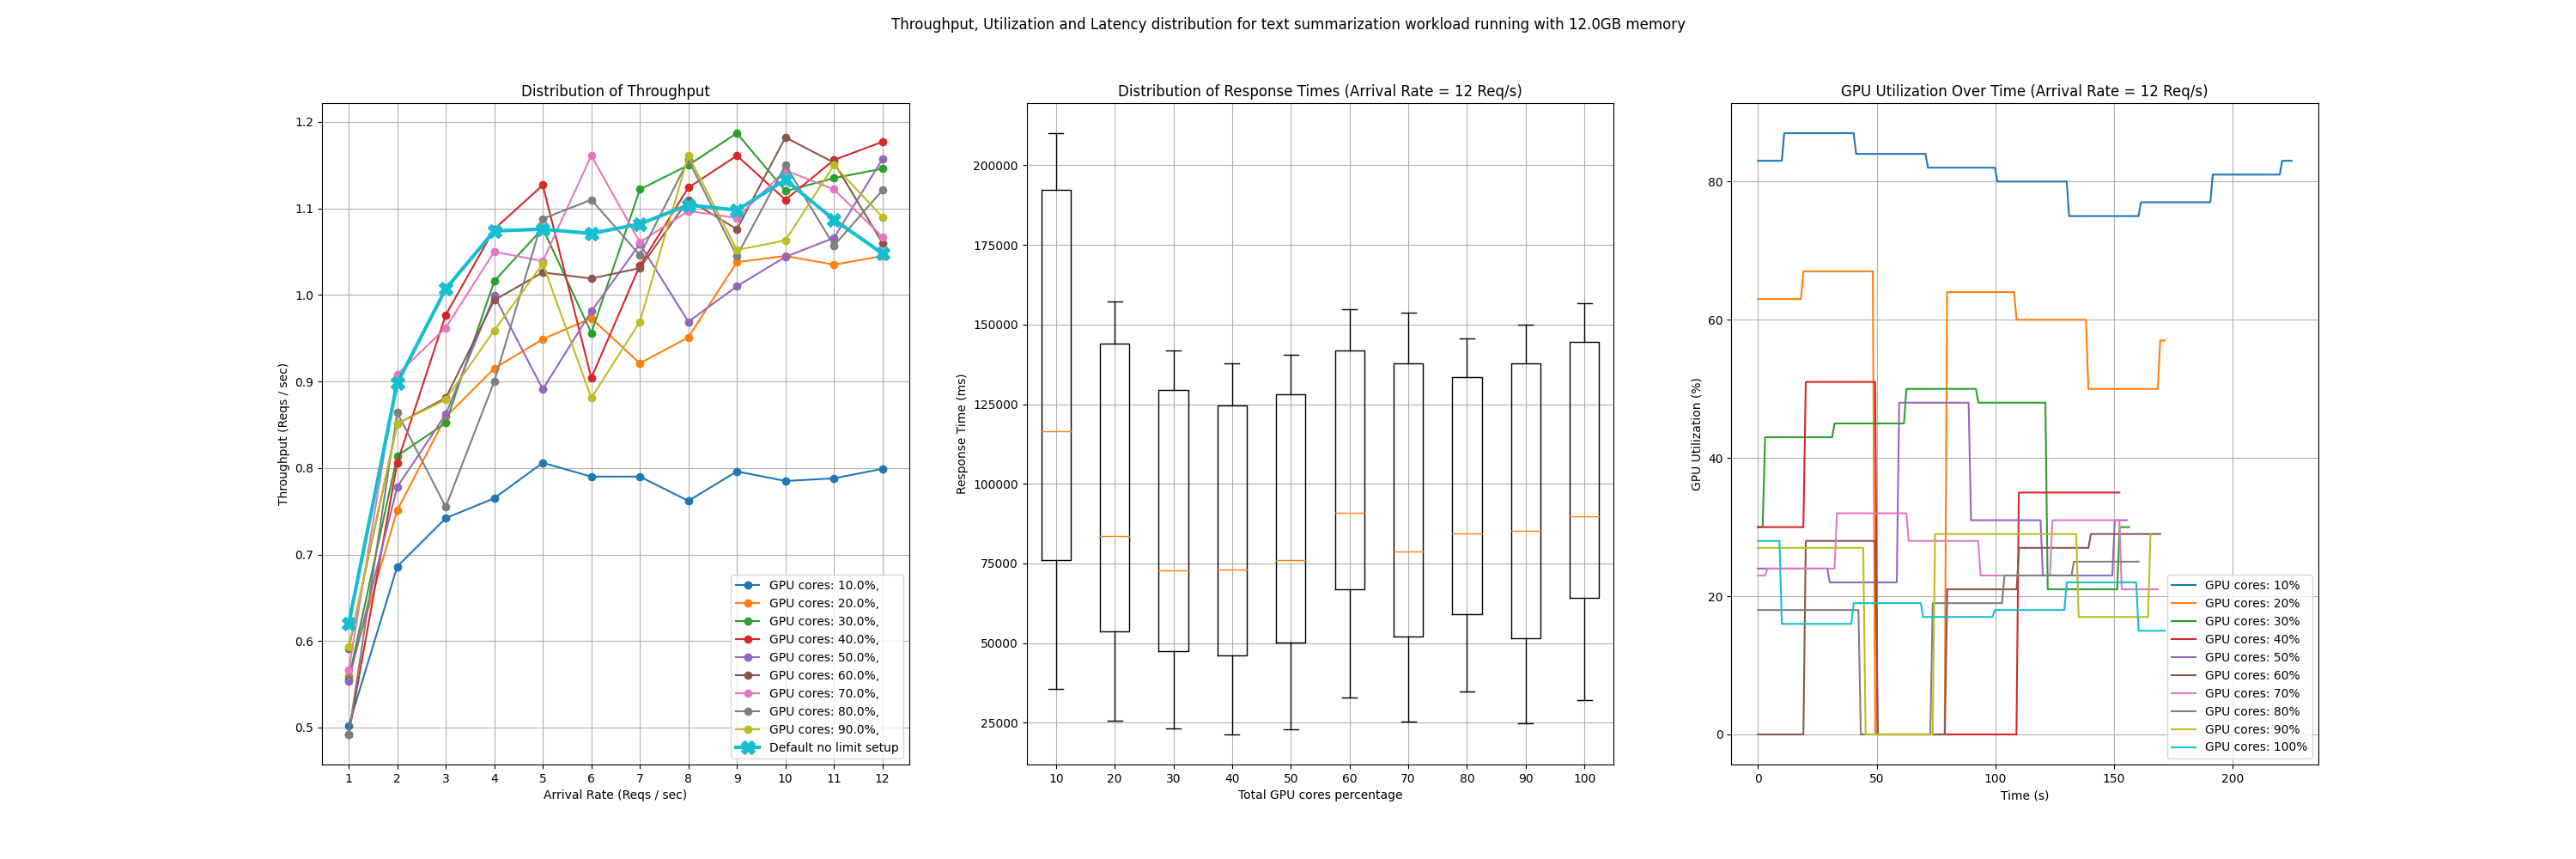 Throughput, Utilization and Latency distribution for text summarization workload running with 12.0GB memory
Distribution of Throughput
Throughput (Reqs / sec)
1.2
1.1
1.0
0.9
0.8
0.7
0.6
0.5
GPU cores: 10.0%,
GPU cores: 20.0%,
GPU cores: 30.0%,
GPU cores: 40.0%,
GPU cores: 50.0%,
GPU cores: 60.0%,
GPU cores: 70.0%,
GPU cores: 80.0%,
GPU cores: 90.0%,
Default no limit setup
1 2 3 4 5 6 7 8 9 10 11 12
Arrival Rate (Reqs / sec)
Distribution of Response Times (Arrival Rate = 12 Req/s)
Response Time (ms)
200000
175000
150000
125000
100000
75000
50000
25000
10 20 30 40 50 60 70 80 90 100
Total GPU cores percentage
GPU Utilization Over Time (Arrival Rate = 12 Req/s)
GPU Utilization (%)
80
60
40
20
0
GPU cores: 10%
GPU cores: 20%
GPU cores: 30%
GPU cores: 40%
GPU cores: 50%
GPU cores: 60%
GPU cores: 70%
GPU cores: 80%
GPU cores: 90%
GPU cores: 100%
0 50 100 150 200
Time (s)